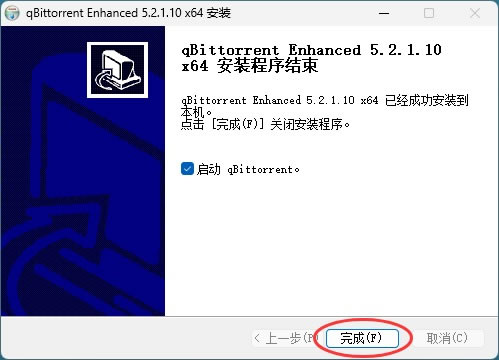 qBittorrent Enhanced 5.2.1.10 x64 安装
qBittorrent Enhanced 5.2.1.10
x64 安装程序结束
qBittorrent Enhanced 5.2.1.10 x64 已经成功安装到
本机。
点击 [完成(F)] 关闭安装程序。
启动 qBittorrent。
< 上一步(P) 完成(F) 取消(C)